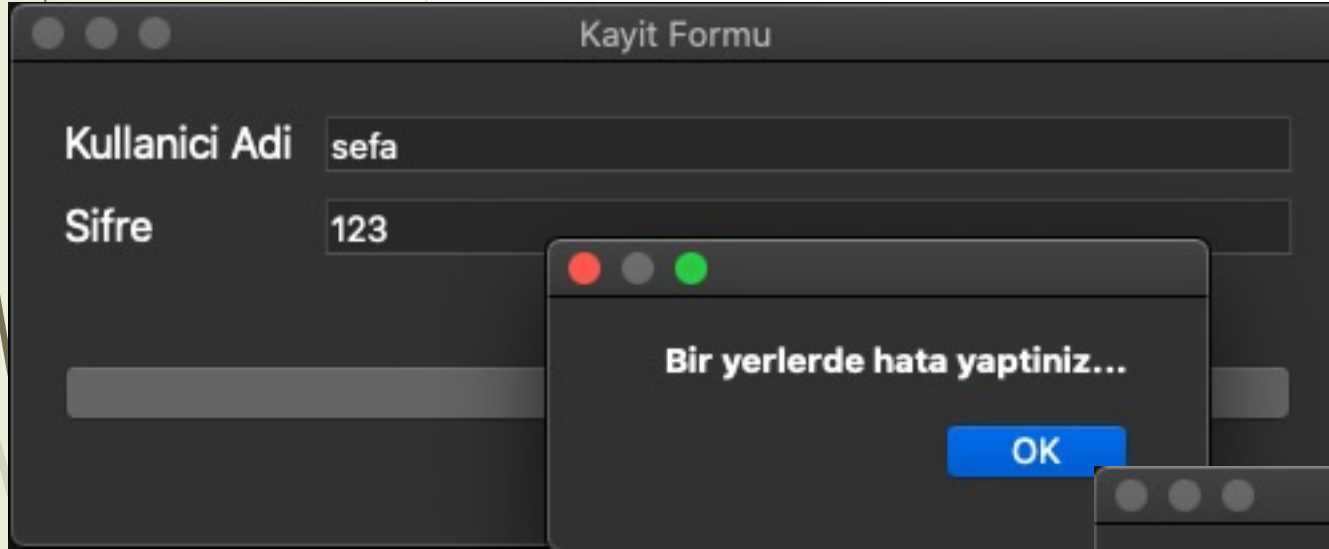 Kayit Formu
Kullanici Adi sefa
Sifre 123
Bir yerlerde hata yaptiniz...
OK